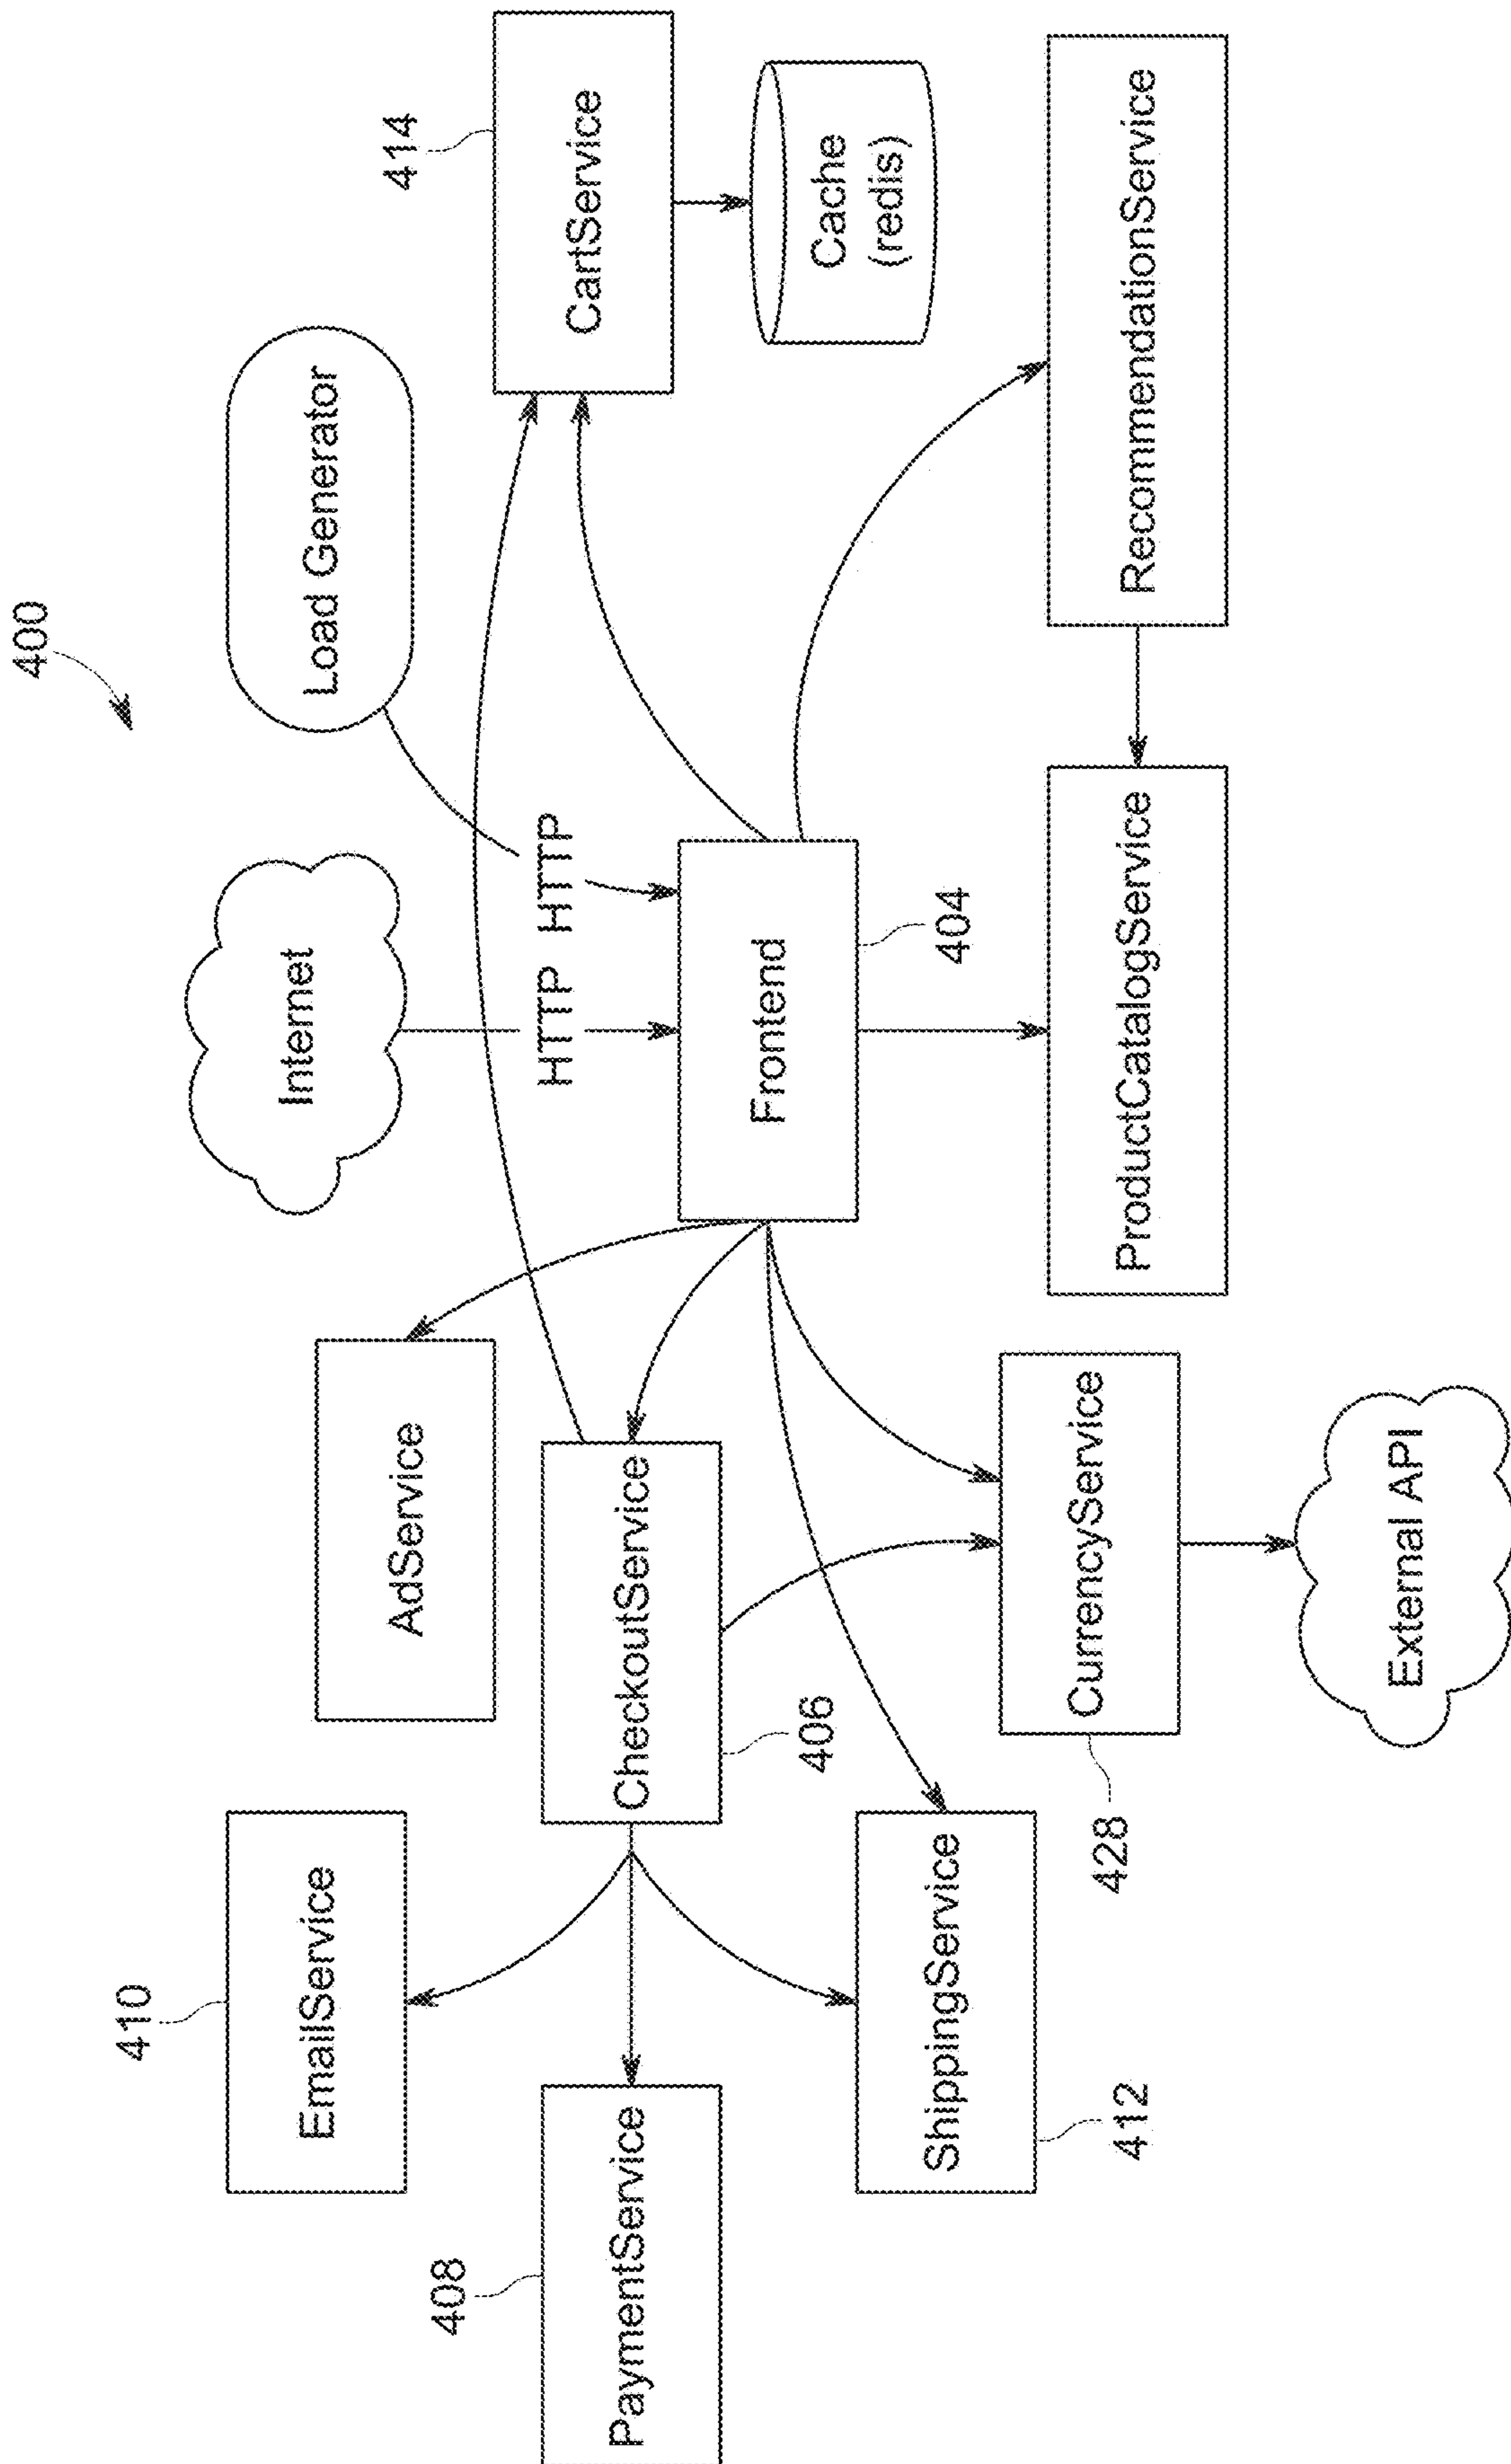 400
Internet
Load Generator
410
EmailService
AdService
414
CartService
408
PaymentService
CheckoutService
406
HTTP
HTTP
Frontend
404
Cache
(redis)
ShippingService
412
CurrencyService
428
ProductCatalogService
RecommendationService
External API